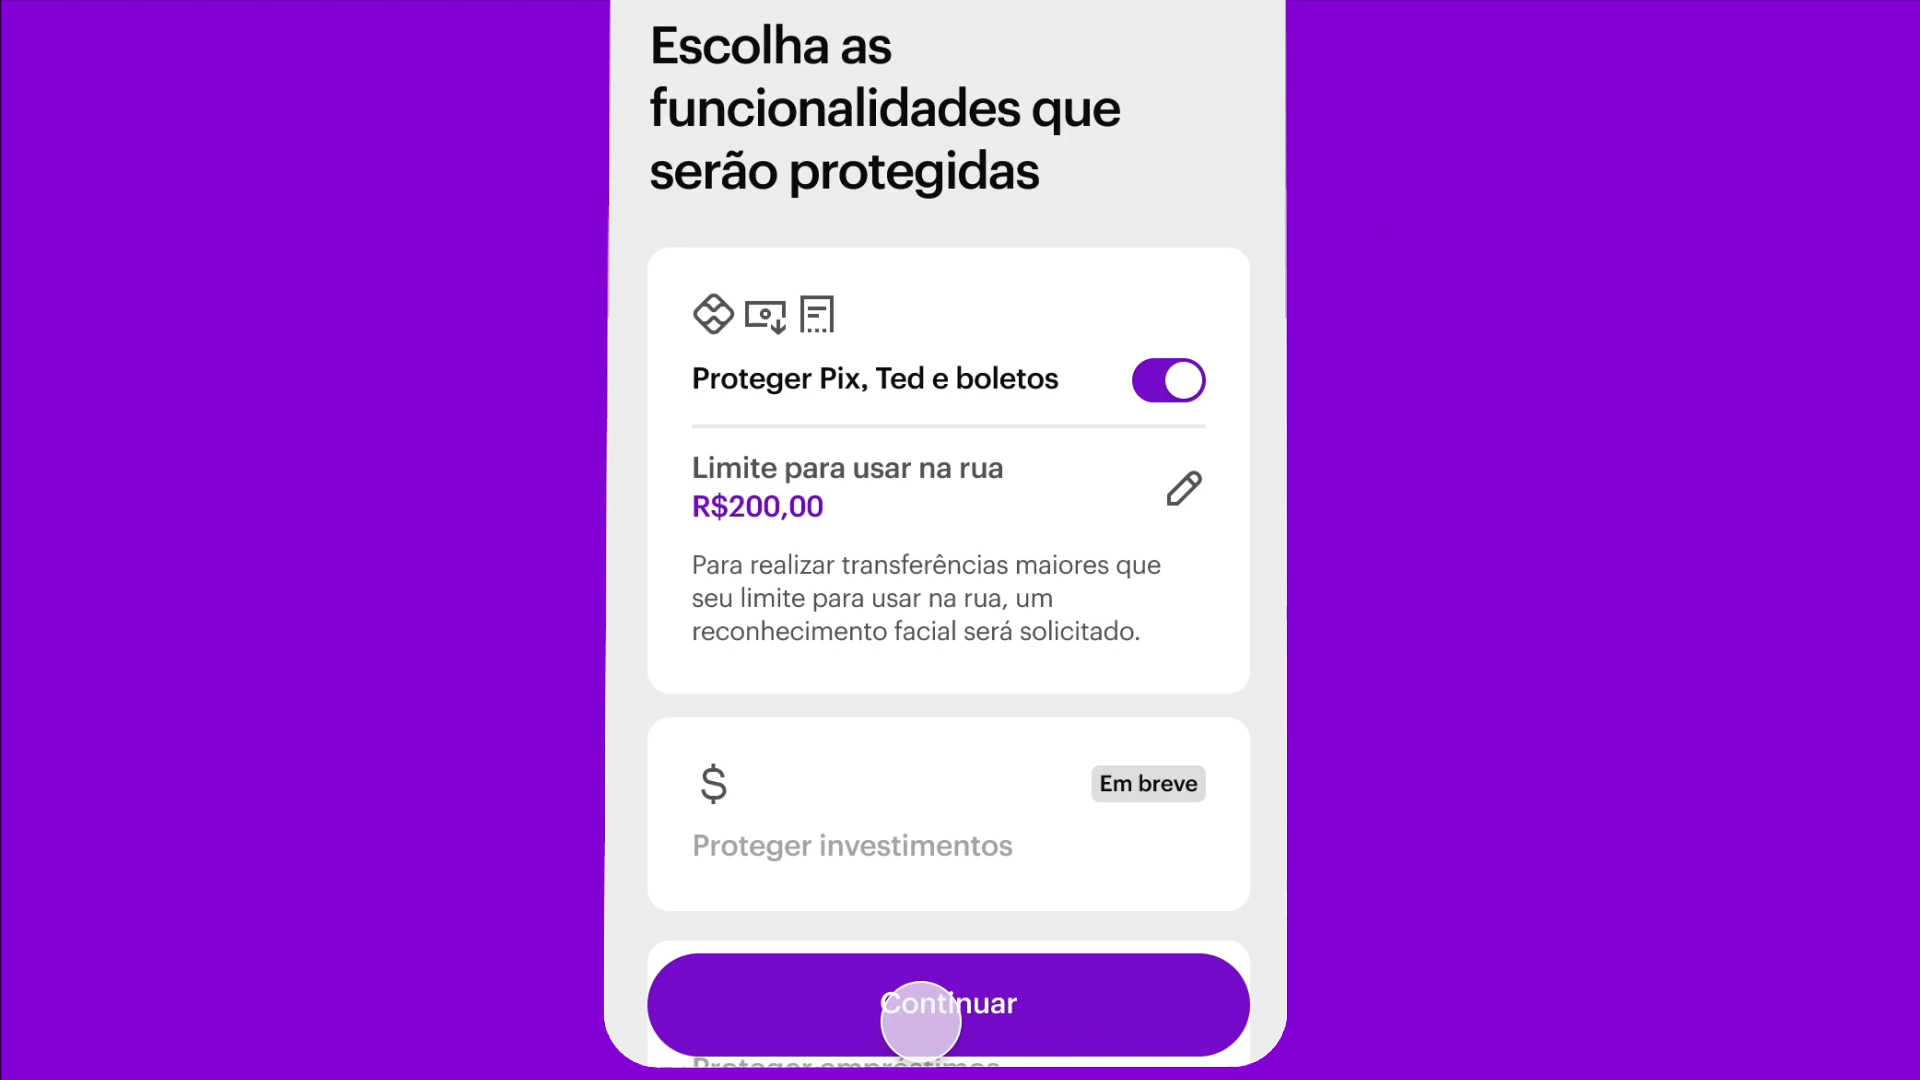 Escolha as
funcionalidades que
serão protegidas
Proteger Pix, Ted e boletos
Limite para usar na rua
R$200,00
Para realizar transferências maiores que
seu limite para usar na rua, um
reconhecimento facial será solicitado.
Em breve
Proteger investimentos
Continuar
Proteger empréstimos